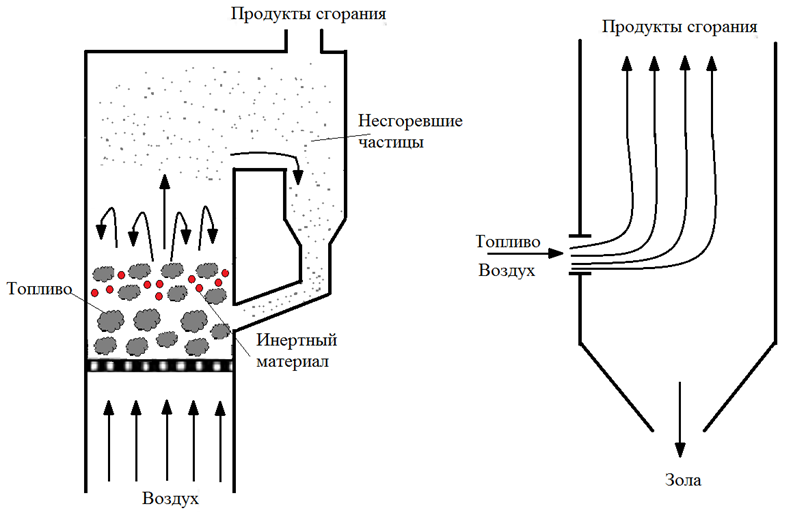 Продукты сгорания
Несгоревшие
частицы
Топливо
Инертный
материал
Воздух
Продукты сгорания
Топливо
Воздух
Зола